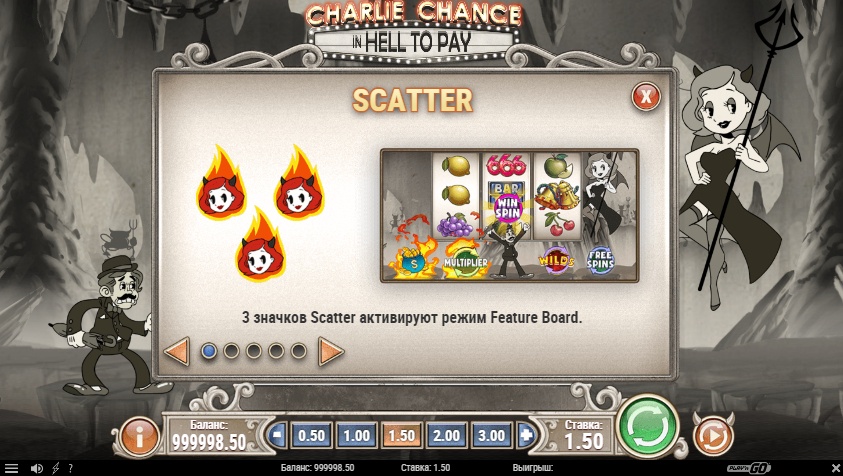 CHARLIE CHANCE
IN HELL TO PAY
SCATTER
X
666
BAR
WIN
SPIN
$
MULTIPLIER
WILDS
FREE
SPINS
3 значков Scatter активируют режим Feature Board.
i
Баланс:
999998.50
- 0.50 1.00 1.50 2.00 3.00 +
Ставка:
1.50
? Баланс: 999998.50 Ставка: 1.50 Выигрыш: PLAY'N GO